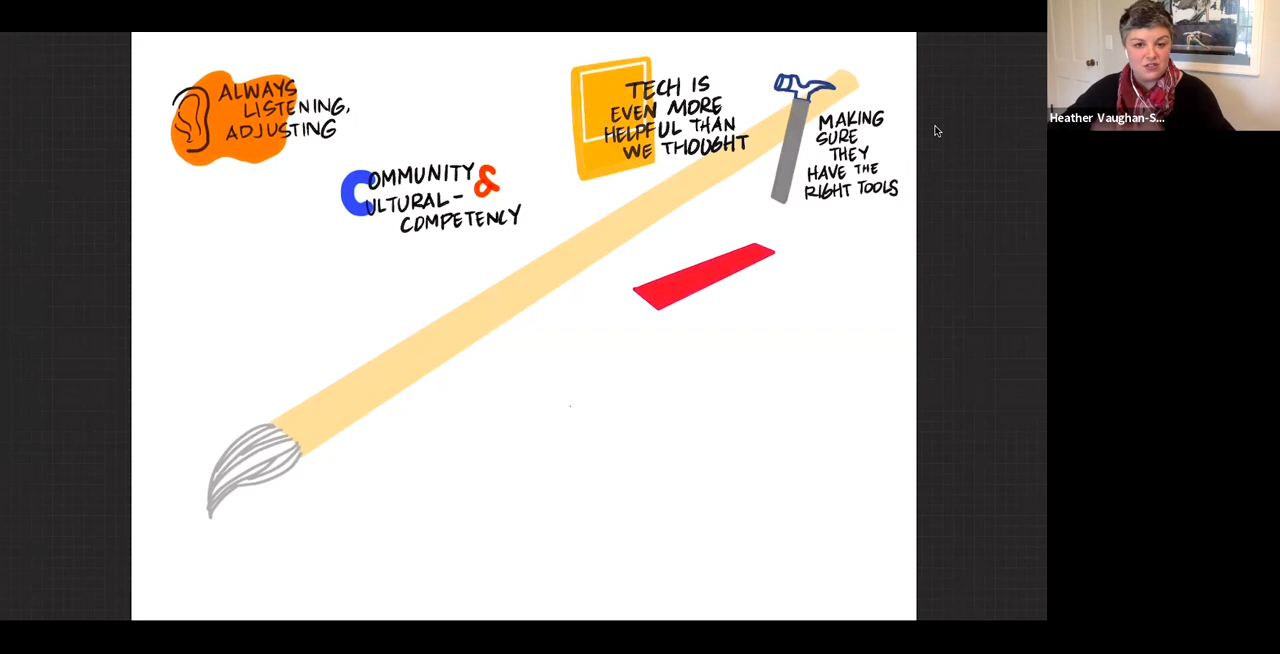 ALWAYS
LISTENING,
ADJUSTING
COMMUNITY &
CULTURAL-
COMPETENCY
TECH IS
EVEN MORE
HELPFUL THAN
WE THOUGHT
MAKING
SURE
THEY
HAVE THE
RIGHT TOOLS
Heather Vaughan-S...